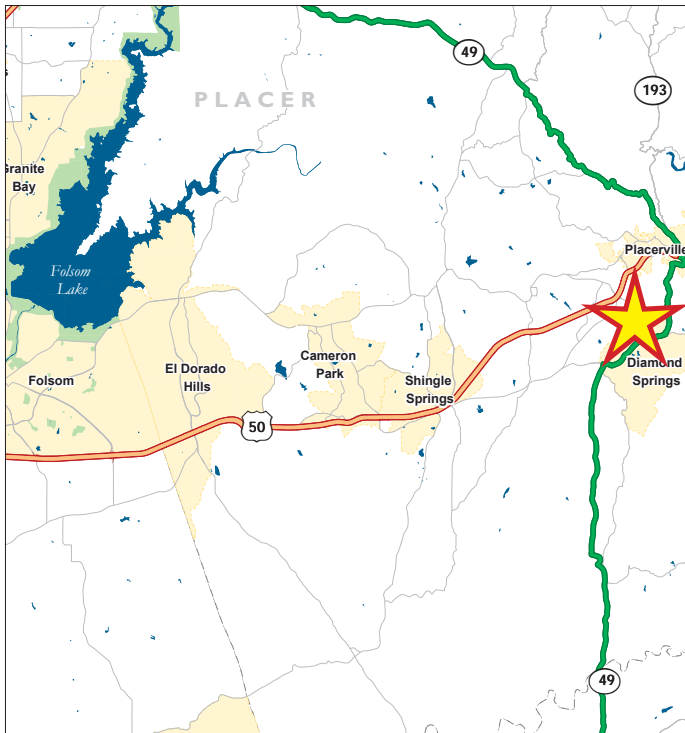 49
193
PLACER
Granite
Bay
Placerville
Folsom
Lake
Cameron
Park
El Dorado
Hills
Folsom
Shingle
Springs
Diamond
Springs
50
49